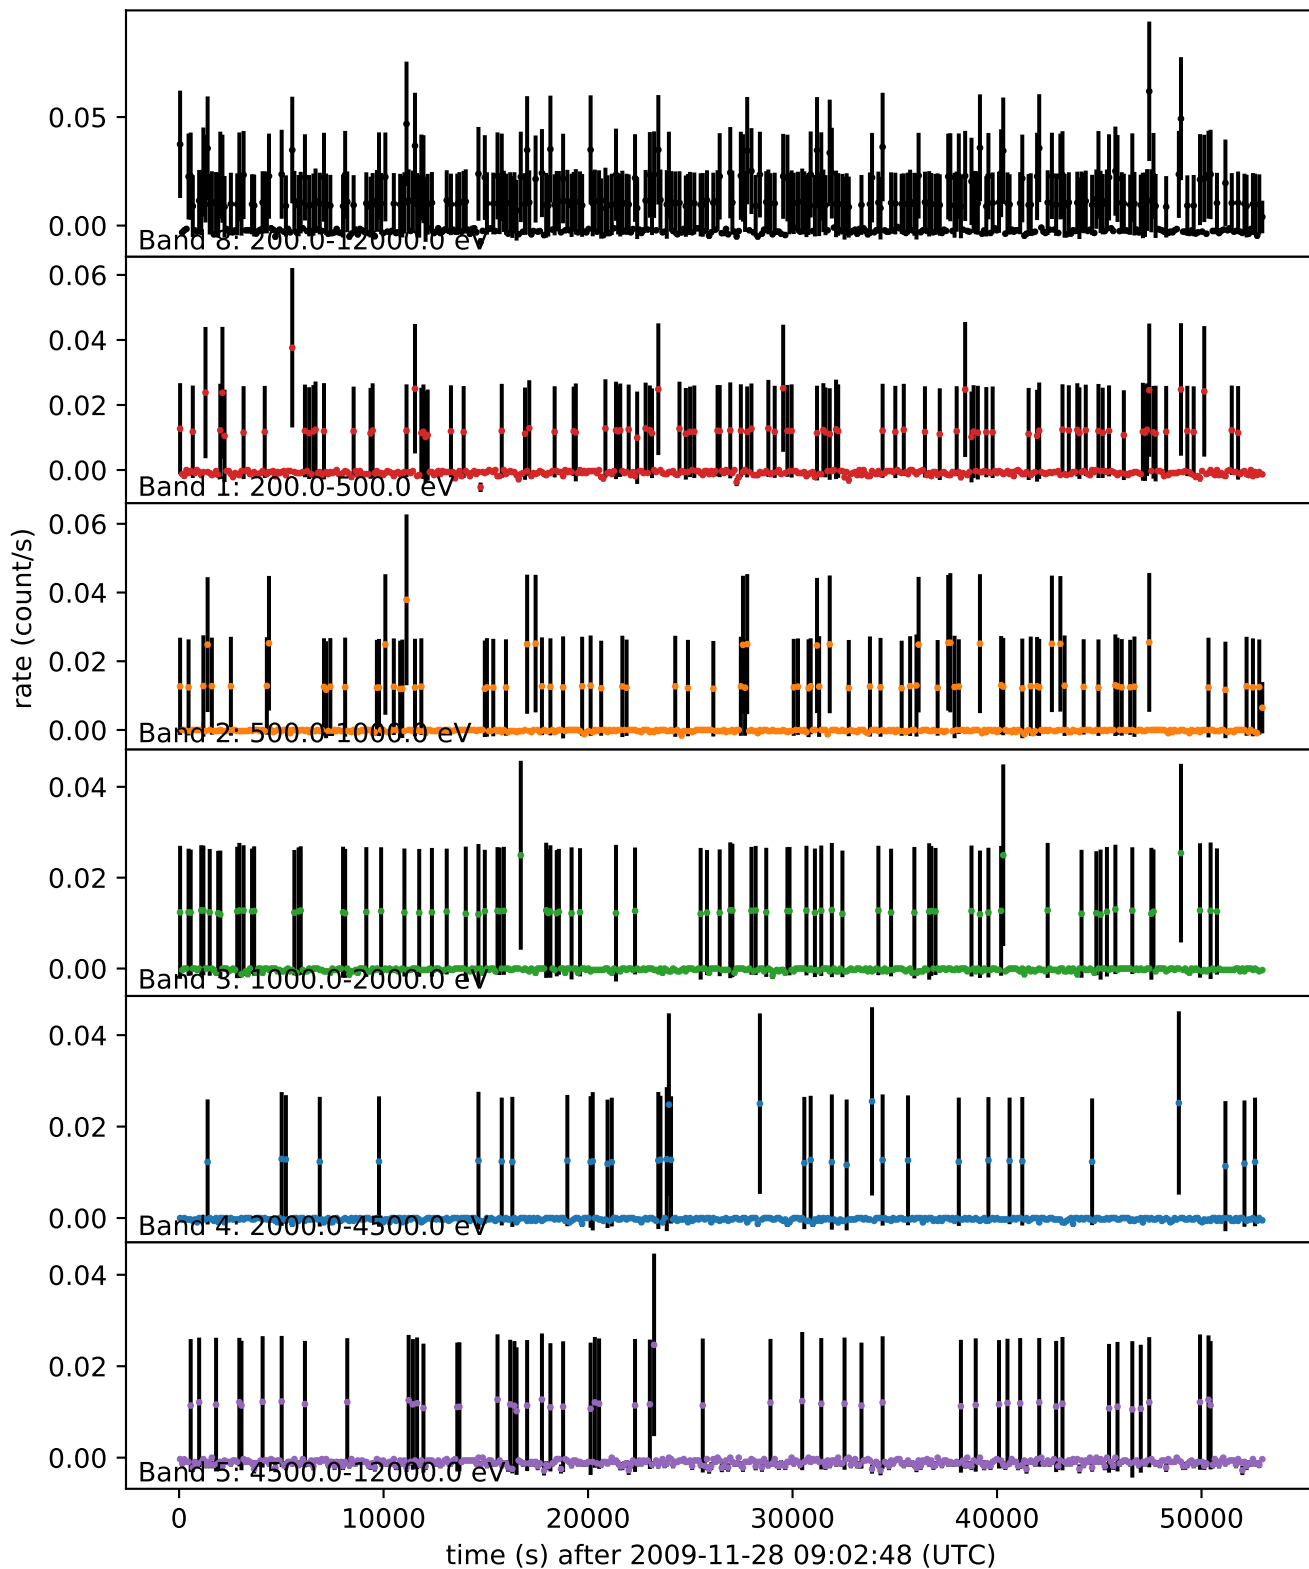 0.05
0.00
Band 8: 200.0-12000.0 eV
0.06
0.04
0.02
0.00
Band 1: 200.0-500.0 eV
0.06
0.04
0.02
0.00
Band 2: 500.0-1000.0 eV
rate (count/s)
0.04
0.02
0.00
Band 3: 1000.0-2000.0 eV
0.04
0.02
0.00
Band 4: 2000.0-4500.0 eV
0.04
0.02
0.00
Band 5: 4500.0-12000.0 eV
0 10000 20000 30000 40000 50000
time (s) after 2009-11-28 09:02:48 (UTC)